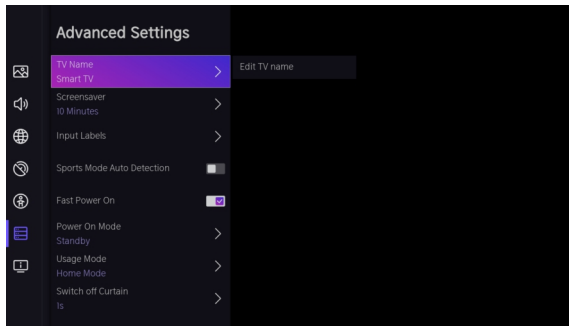 Advanced Settings
TV Name
Smart TV
Edit TV name
Screensaver
10 Minutes
Input Labels
Sports Mode Auto Detection
Fast Power On
Power On Mode
Standby
Usage Mode
Home Mode
Switch off Curtain
1s